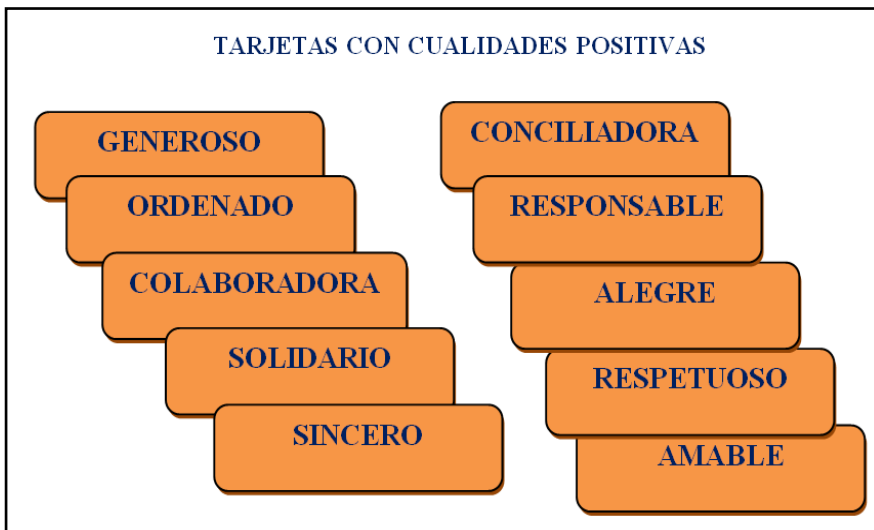 TARJETAS CON CUALIDADES POSITIVAS
GENEROSO
ORDENADO
COLABORADORA
SOLIDARIO
SINCERO
CONCILIADORA
RESPONSABLE
ALEGRE
RESPETUOSO
AMABLE